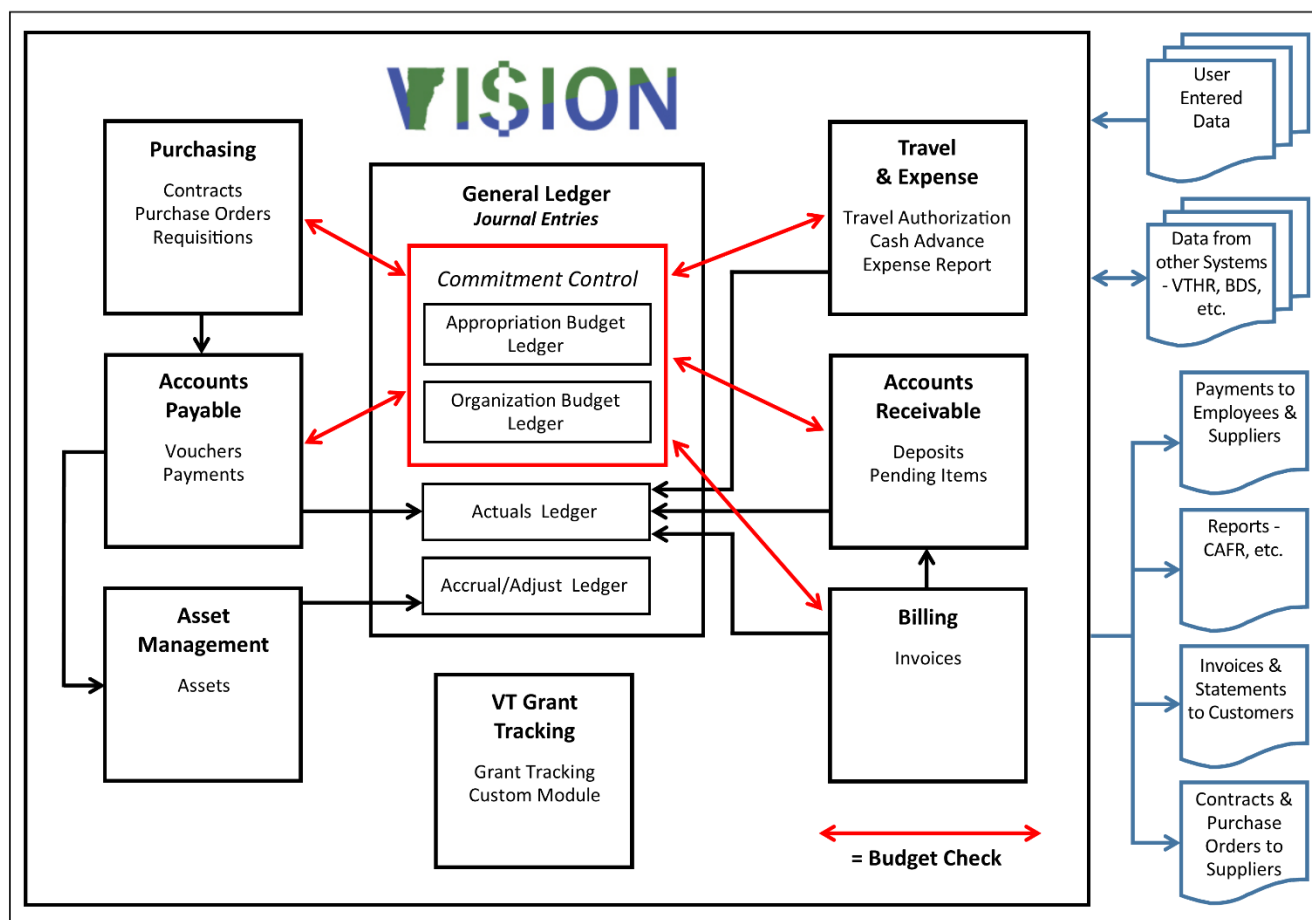 VI$ION
Purchasing
Contracts
Purchase Orders
Requisitions
Accounts
Payable
Vouchers
Payments
Asset
Management
Assets
General Ledger
Journal Entries
Commitment Control
Appropriation Budget
Ledger
Organization Budget
Ledger
Actuals Ledger
Accrual/Adjust Ledger
VT Grant
Tracking
Grant Tracking
Custom Module
Travel
& Expense
Travel Authorization
Cash Advance
Expense Report
Accounts
Receivable
Deposits
Pending Items
Billing
Invoices
= Budget Check
User
Entered
Data
Data from
other Systems
- VTHR, BDS,
etc.
Payments to
Employees &
Suppliers
Reports -
CAFR, etc.
Invoices &
Statements
to Customers
Contracts &
Purchase
Orders to
Suppliers